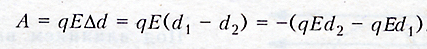 A = qEΔd = qE(d₁ − d₂) = −(qEd₂ − qEd₁)